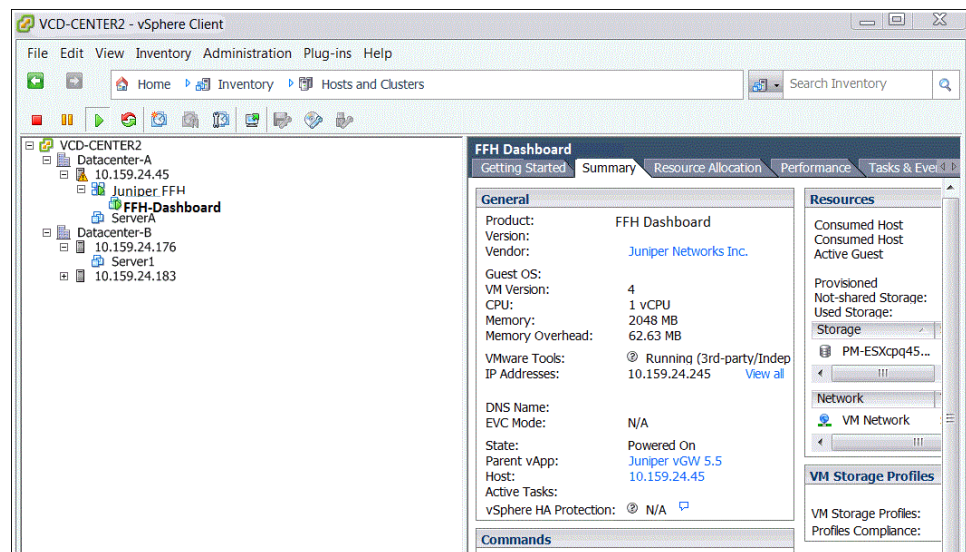 VCD-CENTER2 - vSphere Client
File Edit View Inventory Administration Plug-ins Help
Home Inventory Hosts and Clusters
Search Inventory
VCD-CENTER2
Datacenter-A
10.159.24.45
Juniper FFH
FFH-Dashboard
ServerA
Datacenter-B
10.159.24.176
Server1
10.159.24.183
FFH Dashboard
Getting Started Summary Resource Allocation Performance Tasks & Eve
General
Product: FFH Dashboard
Version:
Vendor: Juniper Networks Inc.
Guest OS:
VM Version: 4
CPU: 1 vCPU
Memory: 2048 MB
Memory Overhead: 62.63 MB
VMware Tools: Running (3rd-party/Indep
IP Addresses: 10.159.24.245 View all
DNS Name:
EVC Mode: N/A
State: Powered On
Parent vApp: Juniper vGW 5.5
Host: 10.159.24.45
Active Tasks:
vSphere HA Protection: N/A
Commands
Resources
Consumed Host
Consumed Host
Active Guest
Provisioned
Not-shared Storage:
Used Storage:
Storage
PM-ESXcpq45...
Network
VM Network
VM Storage Profiles
VM Storage Profiles:
Profiles Compliance: